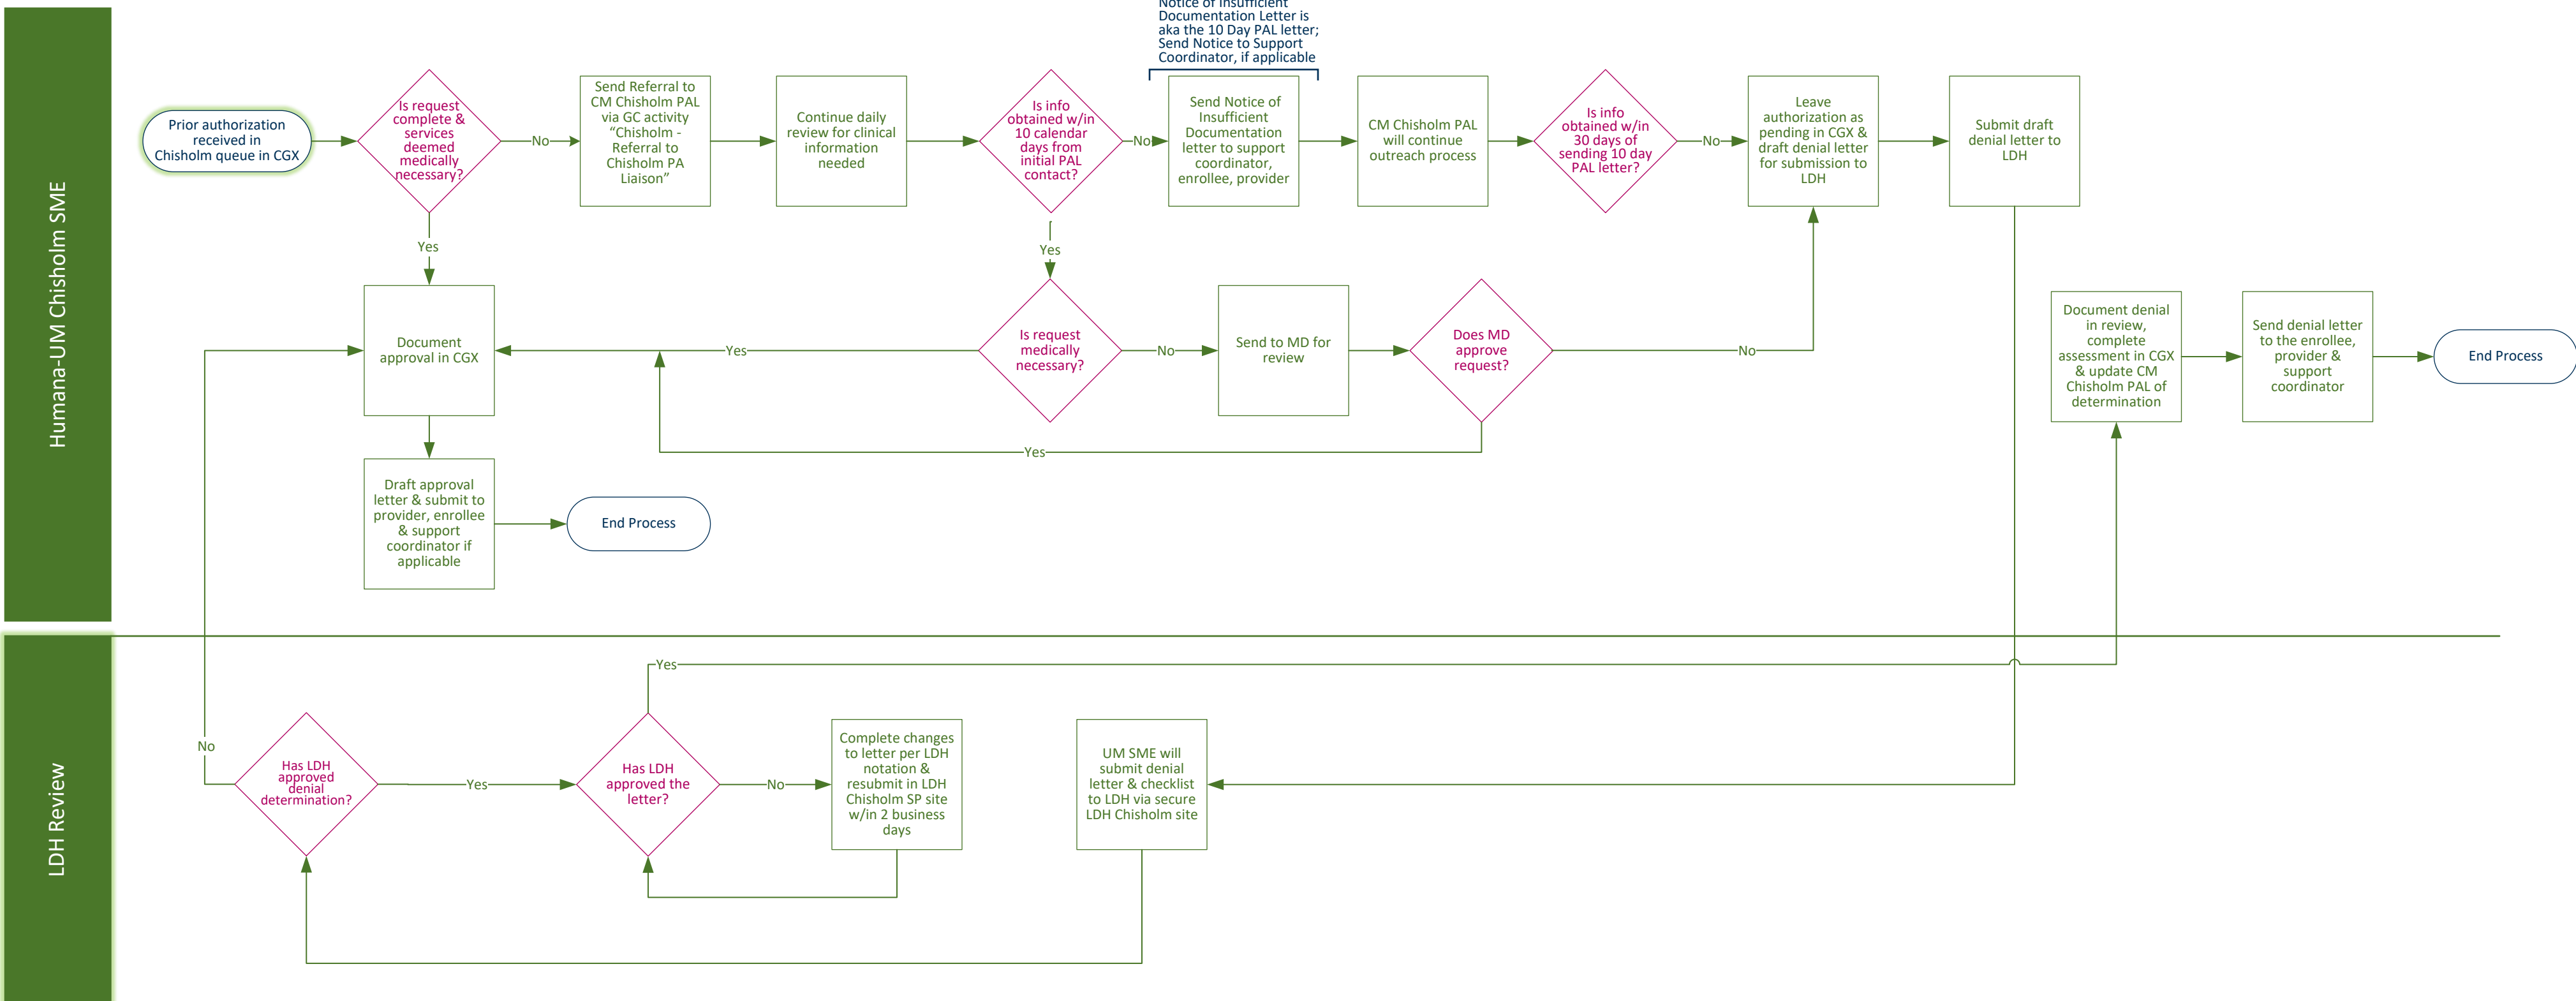 Humana-UM Chisholm SME
Prior authorization
received in
Chisholm queue in CGX
Is request
complete &
services
deemed
medically
necessary?
No
Yes
Send Referral to
CM Chisholm PAL
via GC activity
“Chisholm -
Referral to
Chisholm PA
Liaison”
Continue daily
review for clinical
information
needed
Is info
obtained w/in
10 calendar
days from
initial PAL
contact?
No
Yes
Notice of Insufficient
Documentation Letter is
aka the 10 Day PAL letter;
Send Notice to Support
Coordinator, if applicable
Send Notice of
Insufficient
Documentation
letter to support
coordinator,
enrollee, provider
CM Chisholm PAL
will continue
outreach process
Is info
obtained w/in
30 days of
sending 10 day
PAL letter?
No
Leave
authorization as
pending in CGX &
draft denial letter
for submission to
LDH
Submit draft
denial letter to
LDH
Document
approval in CGX
Yes
Is request
medically
necessary?
No
Send to MD for
review
Does MD
approve
request?
No
Yes
Document denial
in review,
complete
assessment in CGX
& update CM
Chisholm PAL of
determination
Send denial letter
to the enrollee,
provider &
support
coordinator
End Process
Draft approval
letter & submit to
provider, enrollee
& support
coordinator if
applicable
End Process
LDH Review
No
Has LDH
approved
denial
determination?
Yes
Yes
Has LDH
approved the
letter?
No
Complete changes
to letter per LDH
notation &
resubmit in LDH
Chisholm SP site
w/in 2 business
days
UM SME will
submit denial
letter & checklist
to LDH via secure
LDH Chisholm site